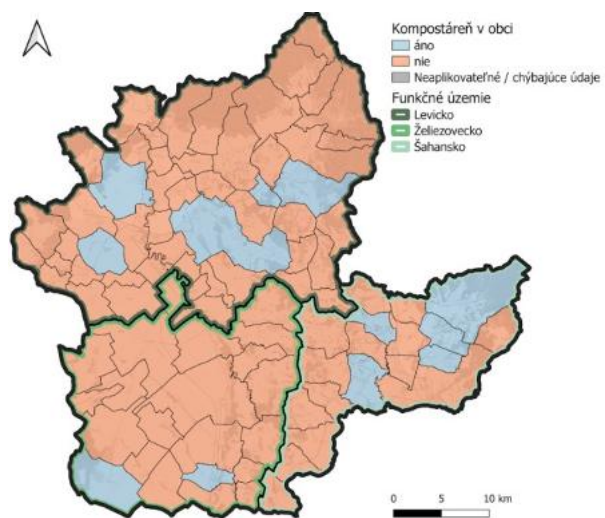 Kompostáreň v obci
áno
nie
Neaplikovateľné / chýbajúce údaje
Funkčné územie
Levicko
Želiezovecko
Šahansko
0 5 10 km